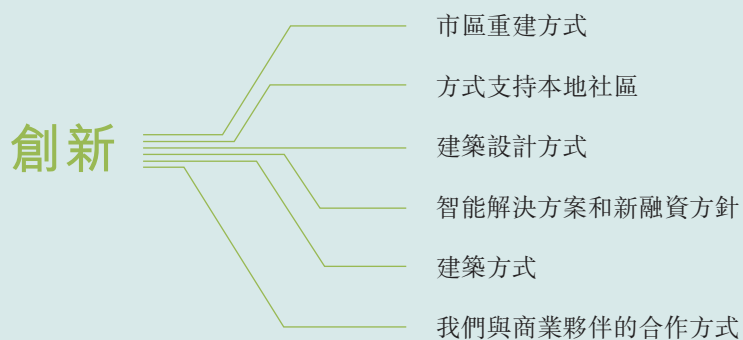 創新
市區重建方式
方式支持本地社區
建築設計方式
智能解決方案和新融資方針
建築方式
我們與商業夥伴的合作方式